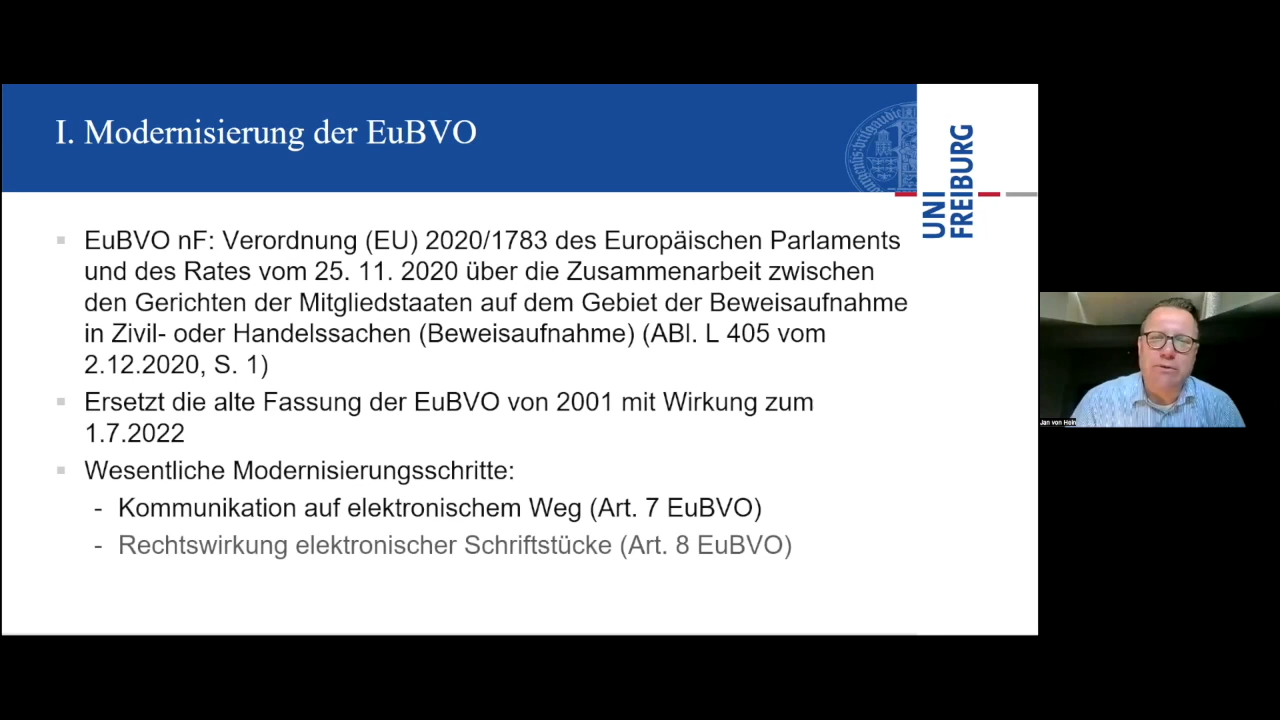 I. Modernisierung der EuBVO
UNI
FREIBURG
EuBVO nF: Verordnung (EU) 2020/1783 des Europäischen Parlaments
und des Rates vom 25. 11. 2020 über die Zusammenarbeit zwischen
den Gerichten der Mitgliedstaaten auf dem Gebiet der Beweisaufnahme
in Zivil- oder Handelssachen (Beweisaufnahme) (ABl. L 405 vom
2.12.2020, S. 1)
Ersetzt die alte Fassung der EuBVO von 2001 mit Wirkung zum
1.7.2022
Wesentliche Modernisierungsschritte:
- Kommunikation auf elektronischem Weg (Art. 7 EuBVO)
- Rechtswirkung elektronischer Schriftstücke (Art. 8 EuBVO)
Jan von Hein